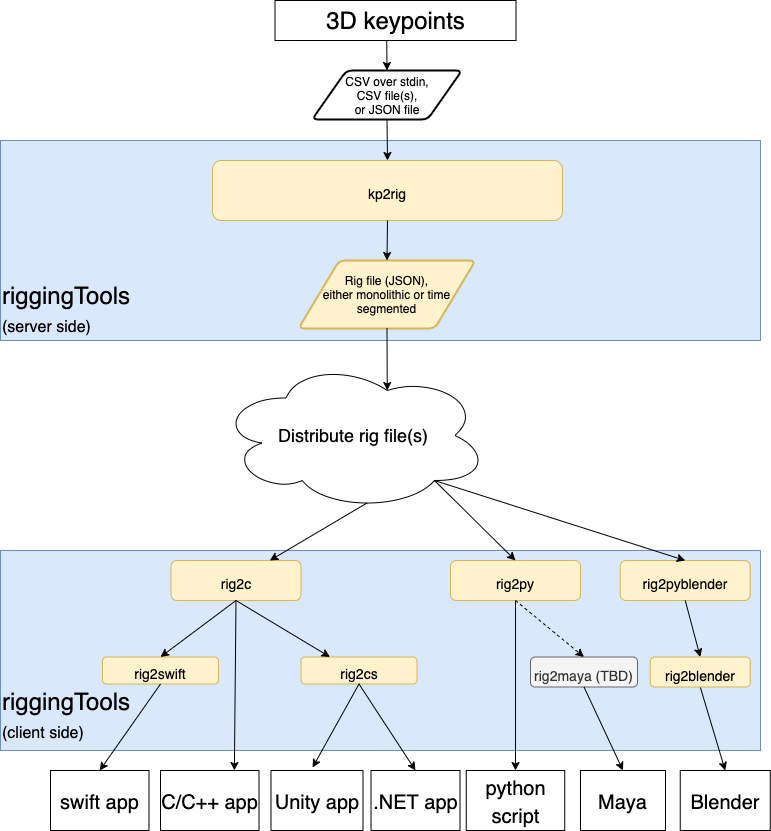 3D keypoints
CSV over stdin,
CSV file(s),
or JSON file
kp2rig
riggingTools
(server side)
Rig file (JSON),
either monolithic or time
segmented
Distribute rig file(s)
rig2c
rig2py
rig2pyblender
rig2swift
rig2cs
rig2maya (TBD)
rig2blender
riggingTools
(client side)
swift app
C/C++ app
Unity app
.NET app
python
script
Maya
Blender